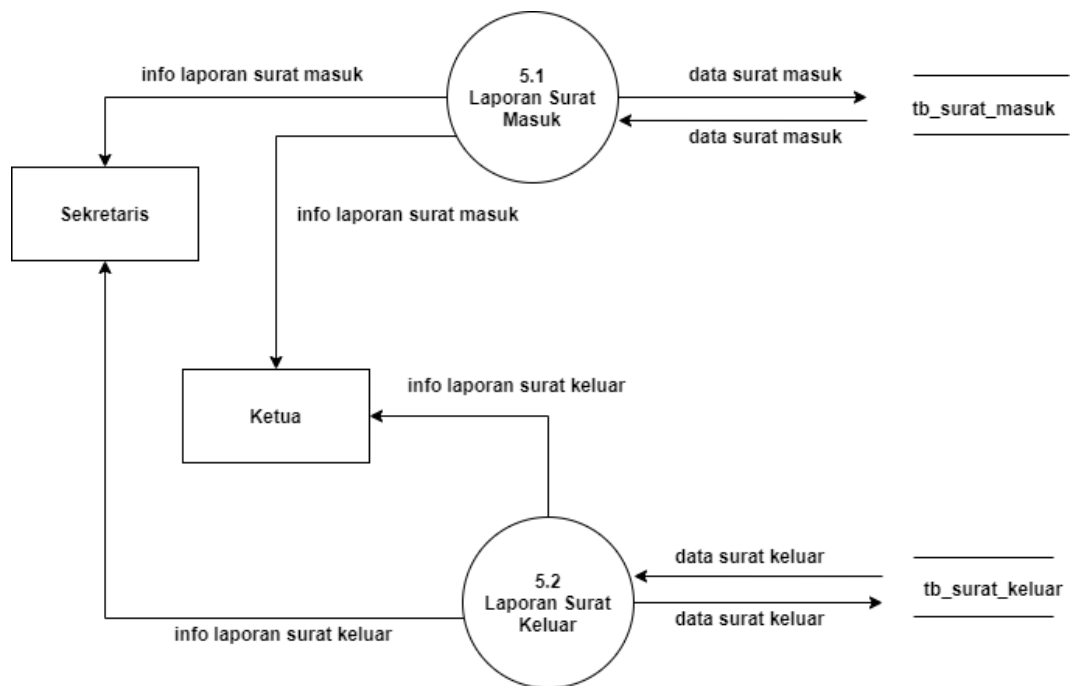 info laporan surat masuk
5.1
Laporan Surat
Masuk
data surat masuk
tb_surat_masuk
data surat masuk
Sekretaris
info laporan surat masuk
info laporan surat keluar
Ketua
data surat keluar
5.2
Laporan Surat
Keluar
tb_surat_keluar
data surat keluar
info laporan surat keluar